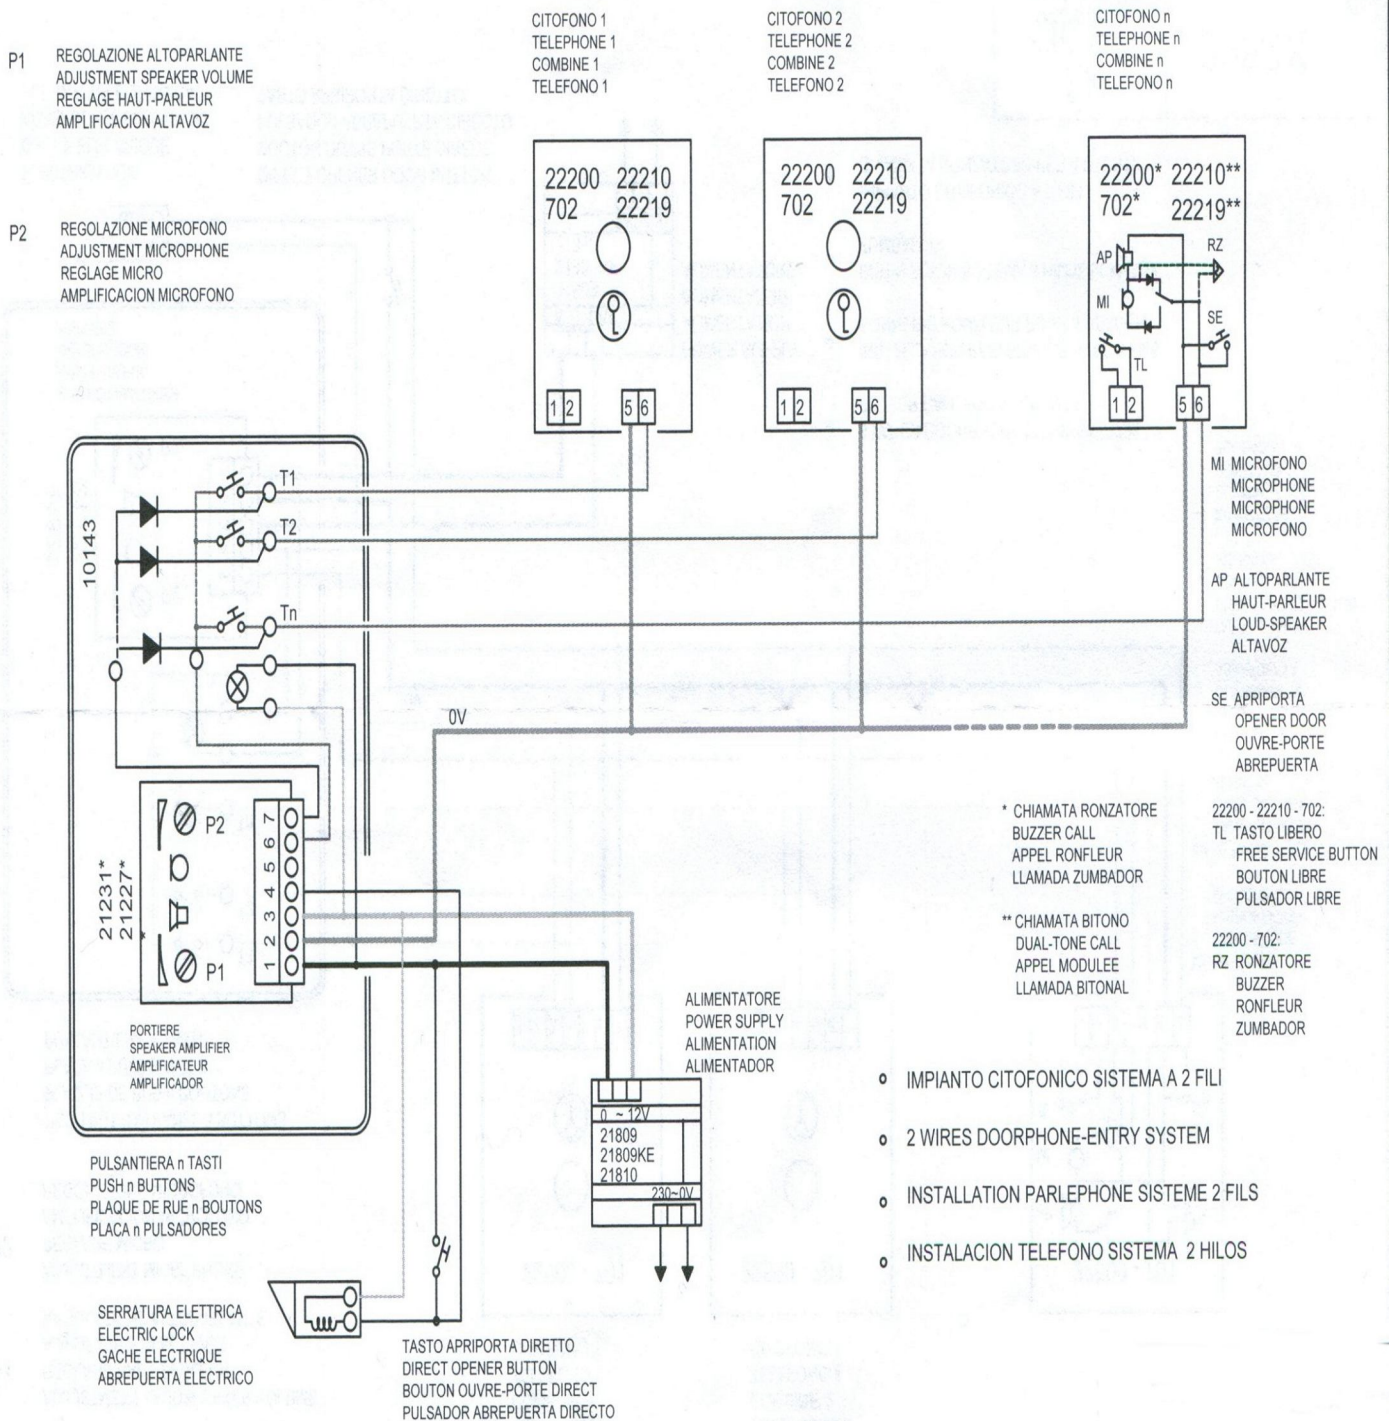 P1
REGOLAZIONE ALTOPARLANTE
ADJUSTMENT SPEAKER VOLUME
REGLAGE HAUT-PARLEUR
AMPLIFICACION ALTAVOZ
P2
REGOLAZIONE MICROFONO
ADJUSTMENT MICROPHONE
REGLAGE MICRO
AMPLIFICACION MICROFONO
CITOFONO 1
TELEPHONE 1
COMBINE 1
TELEFONO 1
CITOFONO 2
TELEPHONE 2
COMBINE 2
TELEFONO 2
CITOFONO n
TELEPHONE n
COMBINE n
TELEFONO n
22200 22210
702 22219
1 2 5 6
22200 22210
702 22219
1 2 5 6
22200* 22210**
702* 22219**
AP RZ
MI SE
TL
1 2 5 6
MI MICROFONO
MICROPHONE
MICROPHONE
MICROFONO
AP ALTOPARLANTE
HAUT-PARLEUR
LOUD-SPEAKER
ALTAVOZ
SE APRIPORTA
OPENER DOOR
OUVRE-PORTE
ABREPUERTA
10143
T1
T2
Tn
0V
21231*
21227*
*
P2
P1
7
6
5
4
3
2
1
PORTIERE
SPEAKER AMPLIFIER
AMPLIFICATEUR
AMPLIFICADOR
PULSANTIERA n TASTI
PUSH n BUTTONS
PLAQUE DE RUE n BOUTONS
PLACA n PULSADORES
SERRATURA ELETTRICA
ELECTRIC LOCK
GACHE ELECTRIQUE
ABREPUERTA ELECTRICO
TASTO APRIPORTA DIRETTO
DIRECT OPENER BUTTON
BOUTON OUVRE-PORTE DIRECT
PULSADOR ABREPUERTA DIRECTO
ALIMENTATORE
POWER SUPPLY
ALIMENTATION
ALIMENTADOR
0 ~ 12V
21809
21809KE
21810
230~0V
* CHIAMATA RONZATORE
BUZZER CALL
APPEL RONFLEUR
LLAMADA ZUMBADOR
** CHIAMATA BITONO
DUAL-TONE CALL
APPEL MODULEE
LLAMADA BITONAL
22200 - 22210 - 702:
TL TASTO LIBERO
FREE SERVICE BUTTON
BOUTON LIBRE
PULSADOR LIBRE
22200 - 702:
RZ RONZATORE
BUZZER
RONFLEUR
ZUMBADOR
IMPIANTO CITOFONICO SISTEMA A 2 FILI
2 WIRES DOORPHONE-ENTRY SYSTEM
INSTALLATION PARLEPHONE SISTEME 2 FILS
INSTALACION TELEFONO SISTEMA 2 HILOS